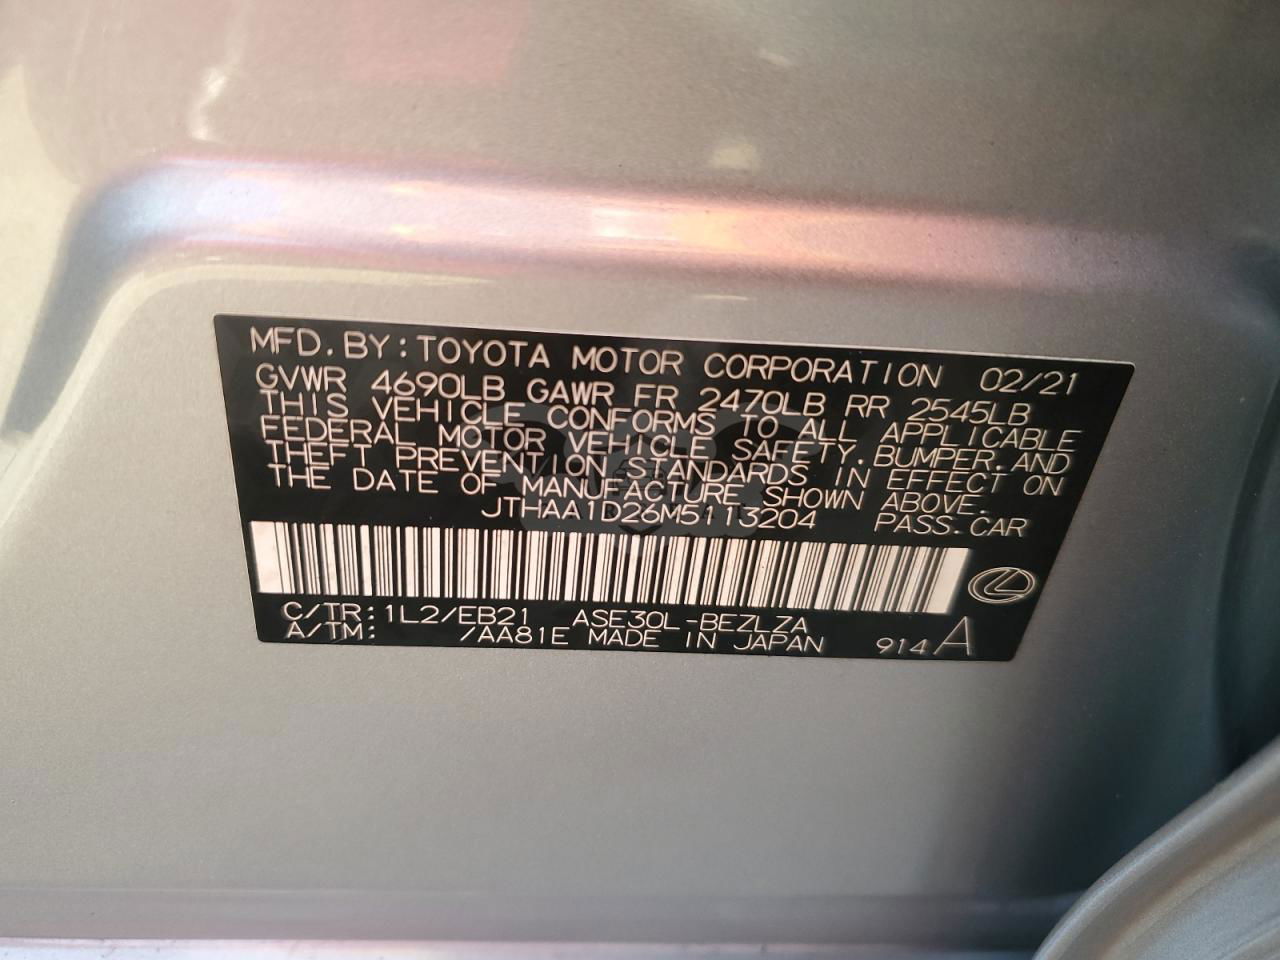 MFD. BY: TOYOTA MOTOR CORPORATION 02/21
GVWR 4690LB GAWR FR 2470LB RR 2545LB
THIS VEHICLE CONFORMS TO ALL APPLICABLE
FEDERAL MOTOR VEHICLE SAFETY, BUMPER, AND
THEFT PREVENTION STANDARDS IN EFFECT ON
THE DATE OF MANUFACTURE SHOWN ABOVE.
JTHAA1D26M5113204 PASS. CAR
C/TR: 1L2/EB21 ASE30L-BEZLZA
A/TM: /AA81E MADE IN JAPAN 914 A